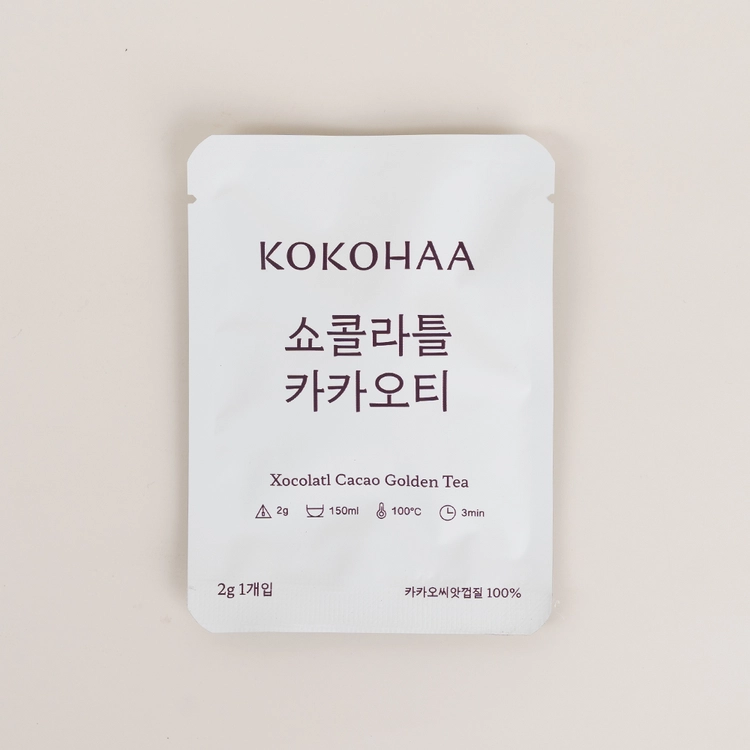 KOKOHAA
쇼콜라틀
카카오티
Xocolatl Cacao Golden Tea
2g 150ml 100°C 3min
2g 1개입 카카오씨앗껍질 100%